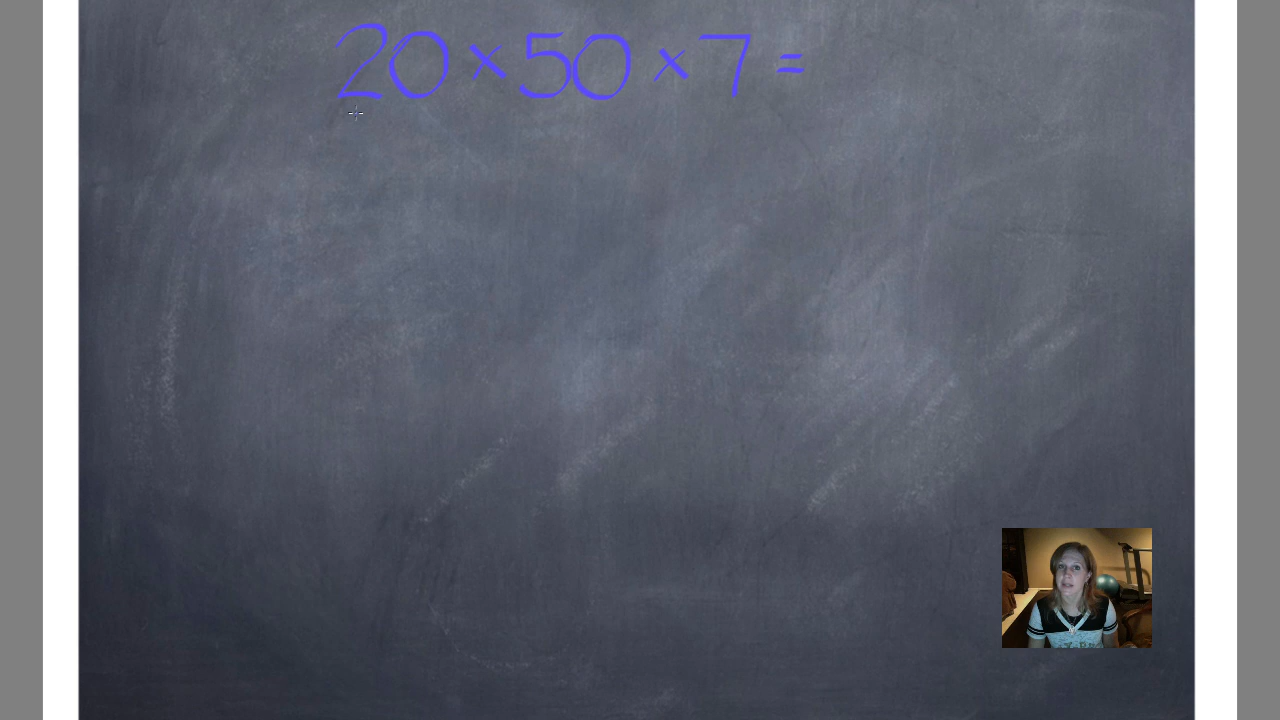 20 × 50 × 7 =